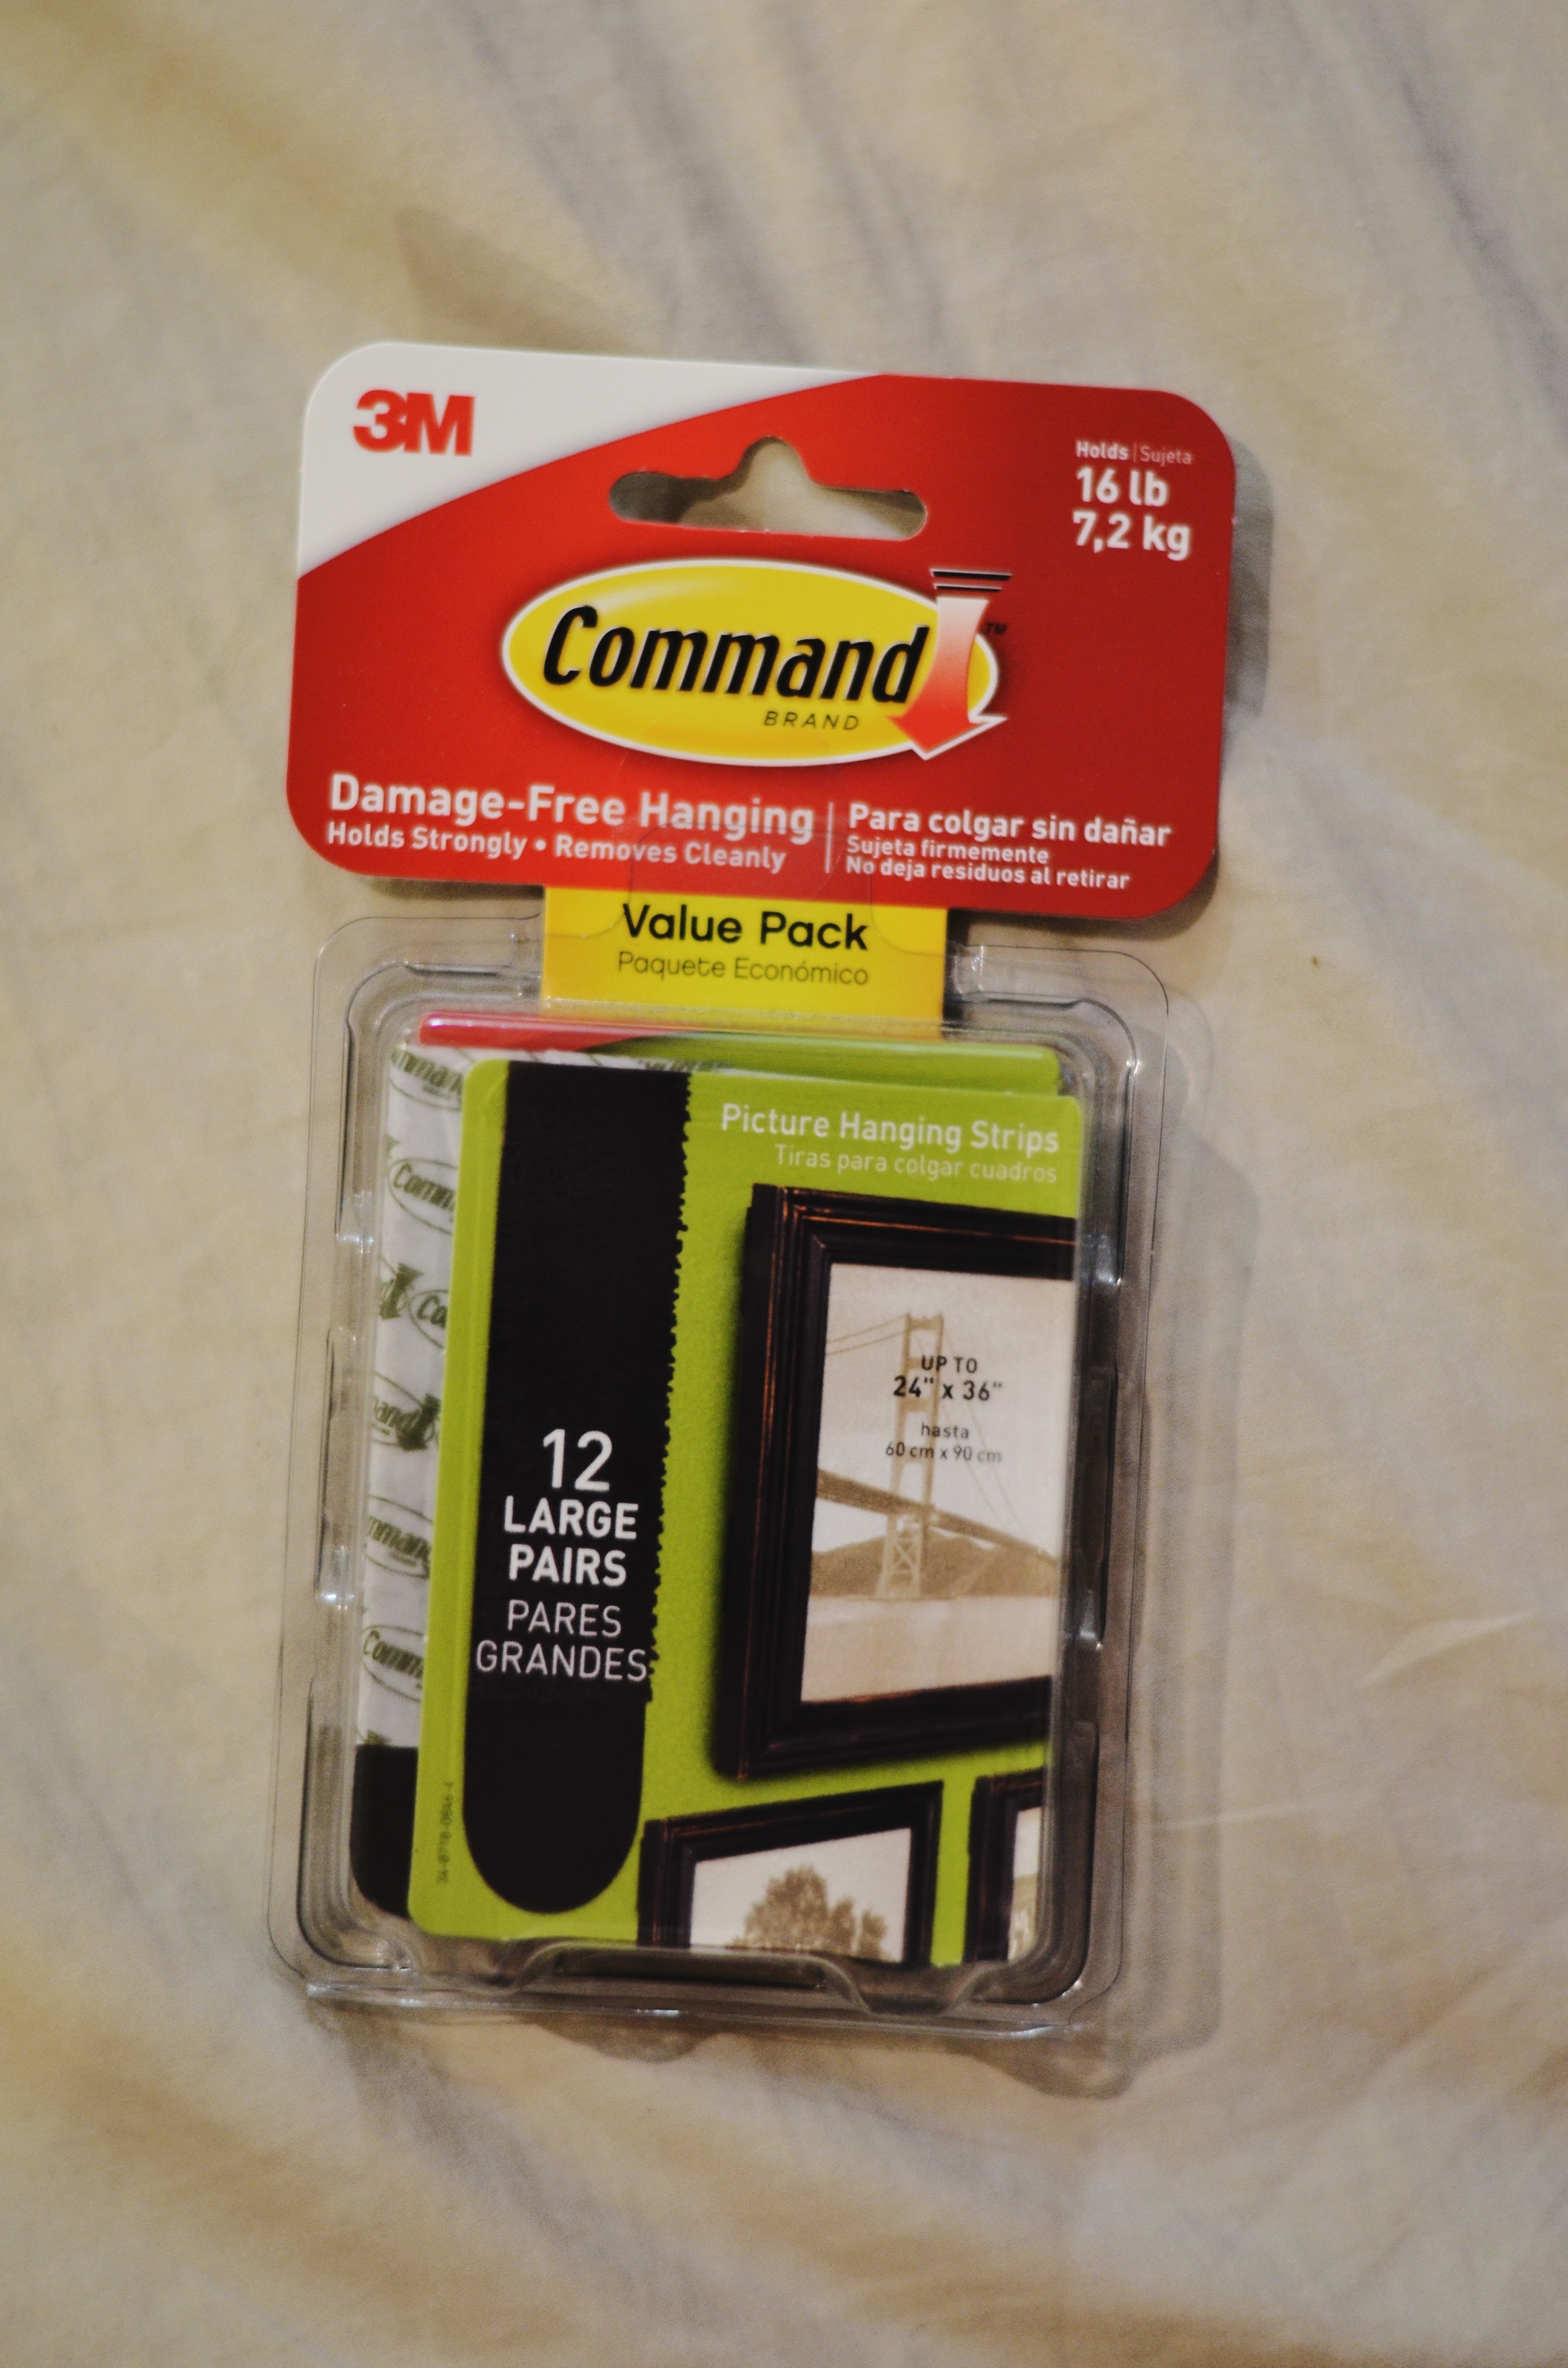 3M
Holds | Sujeta
16 lb
7,2 kg
Command™
BRAND
Damage-Free Hanging
Holds Strongly • Removes Cleanly
Para colgar sin dañar
Sujeta firmemente
No deja residuos al retirar
Value Pack
Paquete Económico
Picture Hanging Strips
Tiras para colgar cuadros
UP TO
24" x 36"
hasta
60 cm x 90 cm
12
LARGE
PAIRS
PARES
GRANDES